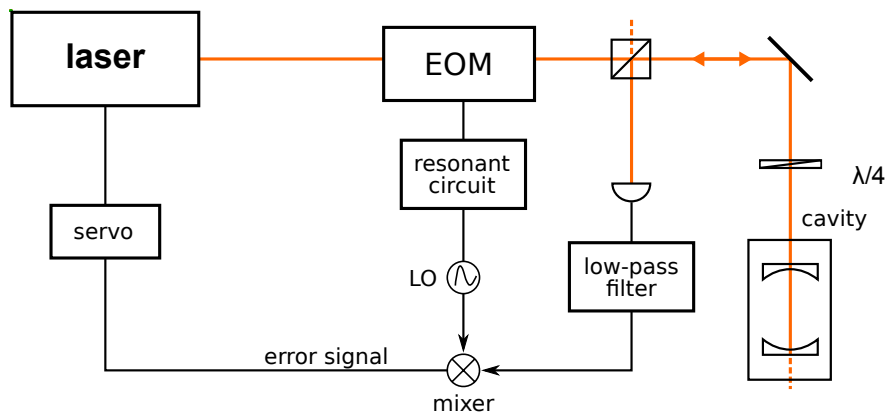 laser
EOM
resonant
circuit
λ/4
servo
cavity
low-pass
filter
LO
error signal
mixer